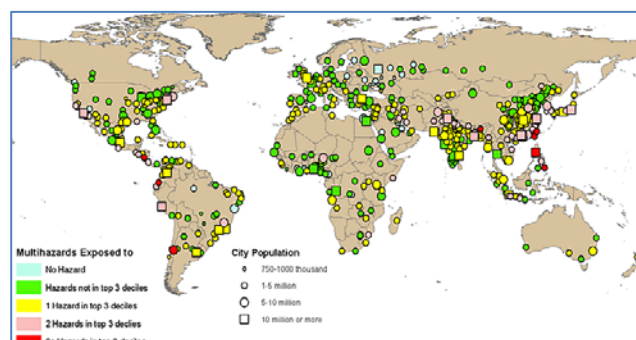 Multihazards Exposed to
No Hazard
Hazards not in top 3 deciles
1 Hazard in top 3 deciles
2 Hazards in top 3 declies
City Population
750-1000 thousand
1-5 million
5-10 million
10 million or more